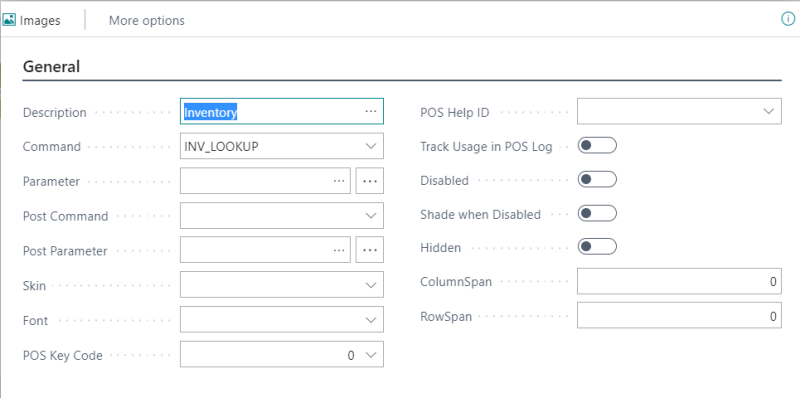 Images
More options
General
Description Inventory ...
Command INV_LOOKUP
Parameter ... ...
Post Command
Post Parameter ... ...
Skin
Font
POS Key Code 0
POS Help ID
Track Usage in POS Log
Disabled
Shade when Disabled
Hidden
ColumnSpan 0
RowSpan 0